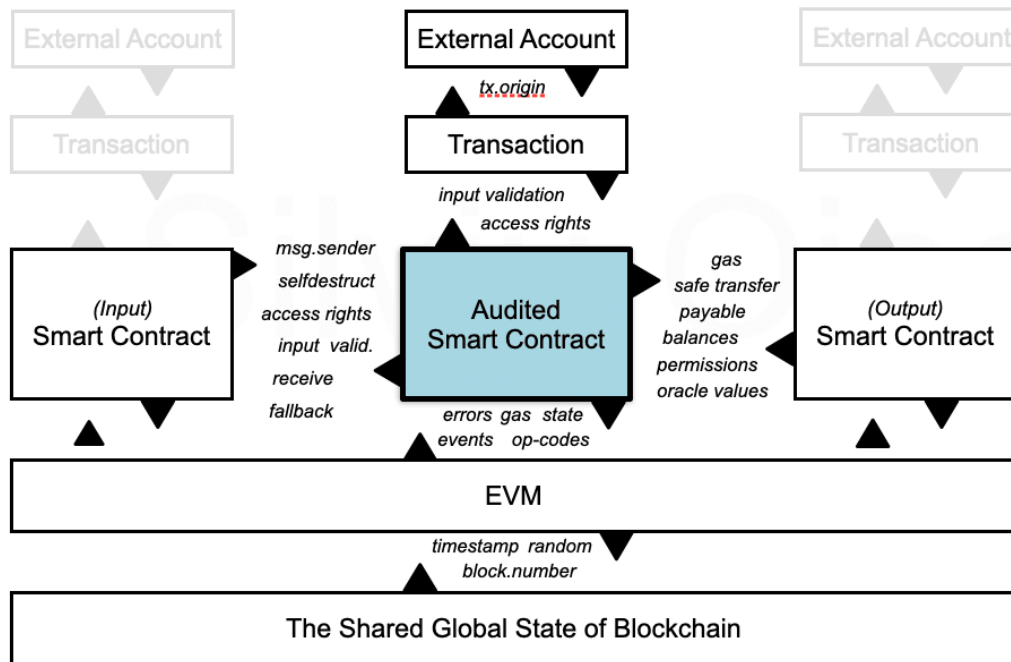 External Account
External Account
External Account
tx.origin
Transaction
Transaction
Transaction
input validation
access rights
msg.sender
selfdestruct
access rights
input valid.
receive
fallback
(Input)
Smart Contract
Audited
Smart Contract
gas
safe transfer
payable
balances
permissions
oracle values
(Output)
Smart Contract
errors gas state
events op-codes
EVM
timestamp random
block.number
The Shared Global State of Blockchain